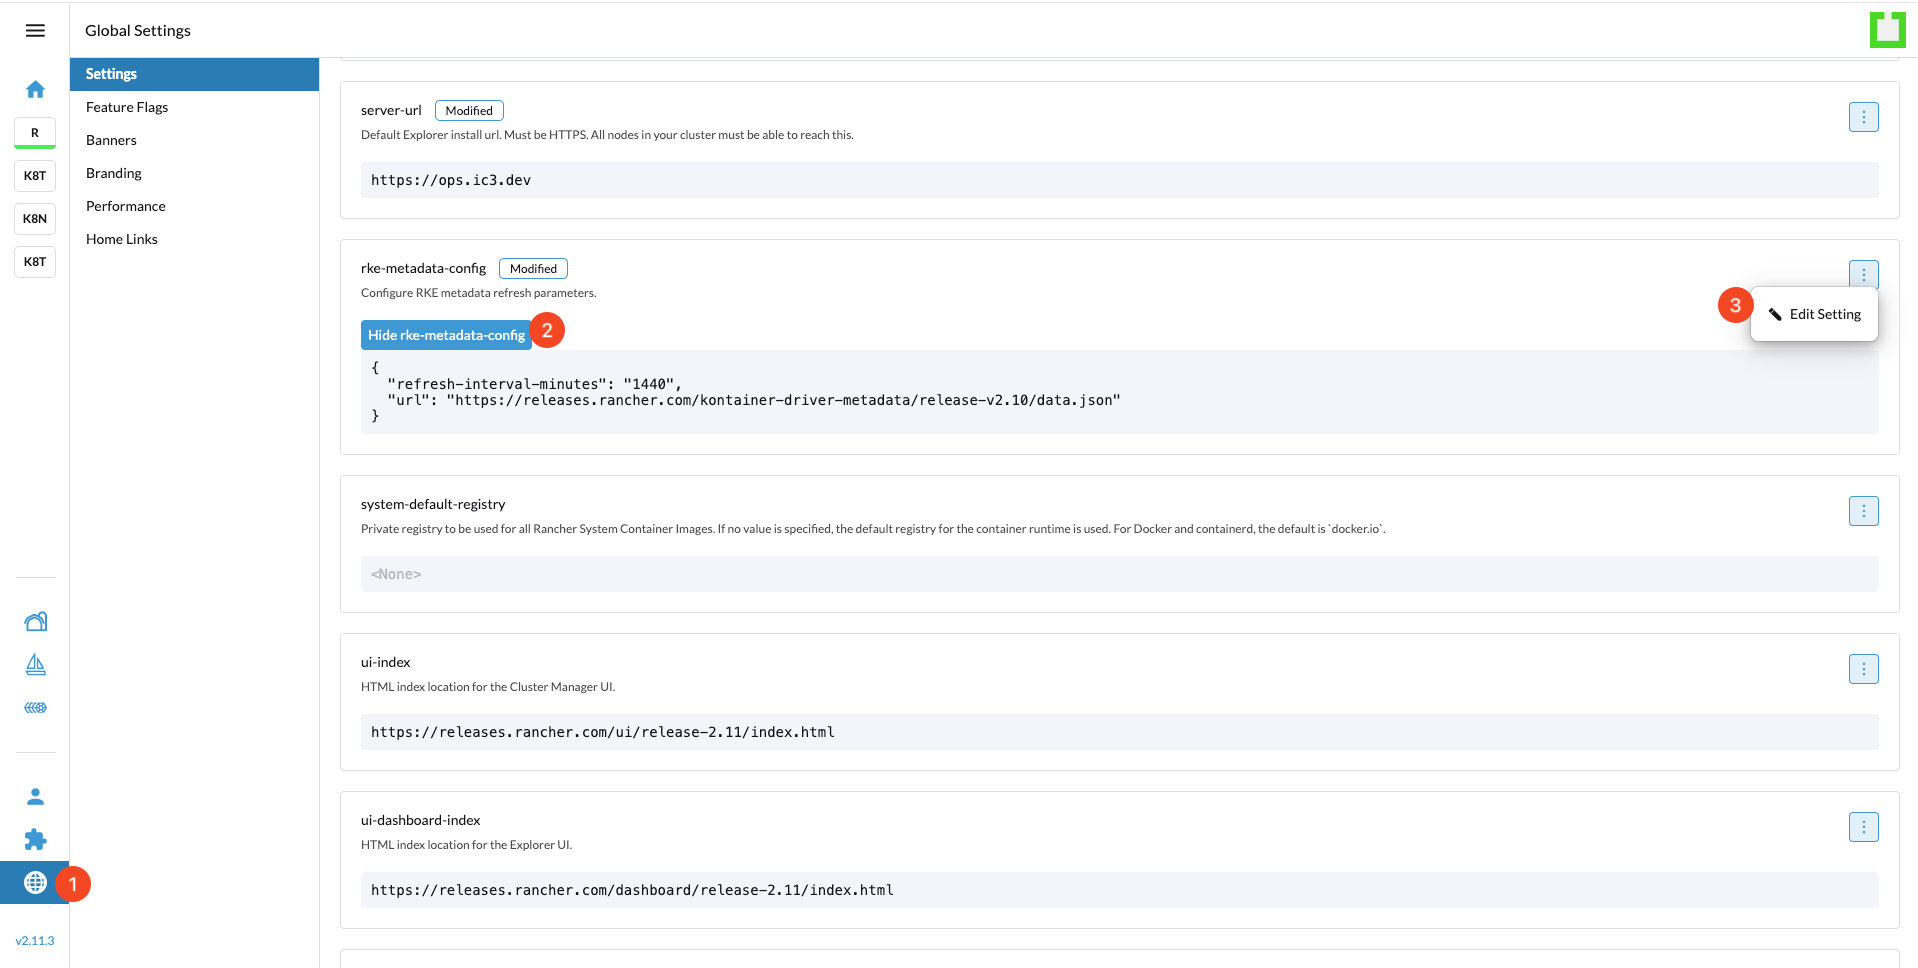 Global Settings
R
K8T
K8N
K8T
1
v2.11.3
Settings
Feature Flags
Banners
Branding
Performance
Home Links
server-url Modified
Default Explorer install url. Must be HTTPS. All nodes in your cluster must be able to reach this.
https://ops.ic3.dev
rke-metadata-config Modified
Configure RKE metadata refresh parameters.
3 Edit Setting
Hide rke-metadata-config 2
{
"refresh-interval-minutes": "1440",
"url": "https://releases.rancher.com/kontainer-driver-metadata/release-v2.10/data.json"
}
system-default-registry
Private registry to be used for all Rancher System Container Images. If no value is specified, the default registry for the container runtime is used. For Docker and containerd, the default is `docker.io`.
<None>
ui-index
HTML index location for the Cluster Manager UI.
https://releases.rancher.com/ui/release-2.11/index.html
ui-dashboard-index
HTML index location for the Explorer UI.
https://releases.rancher.com/dashboard/release-2.11/index.html